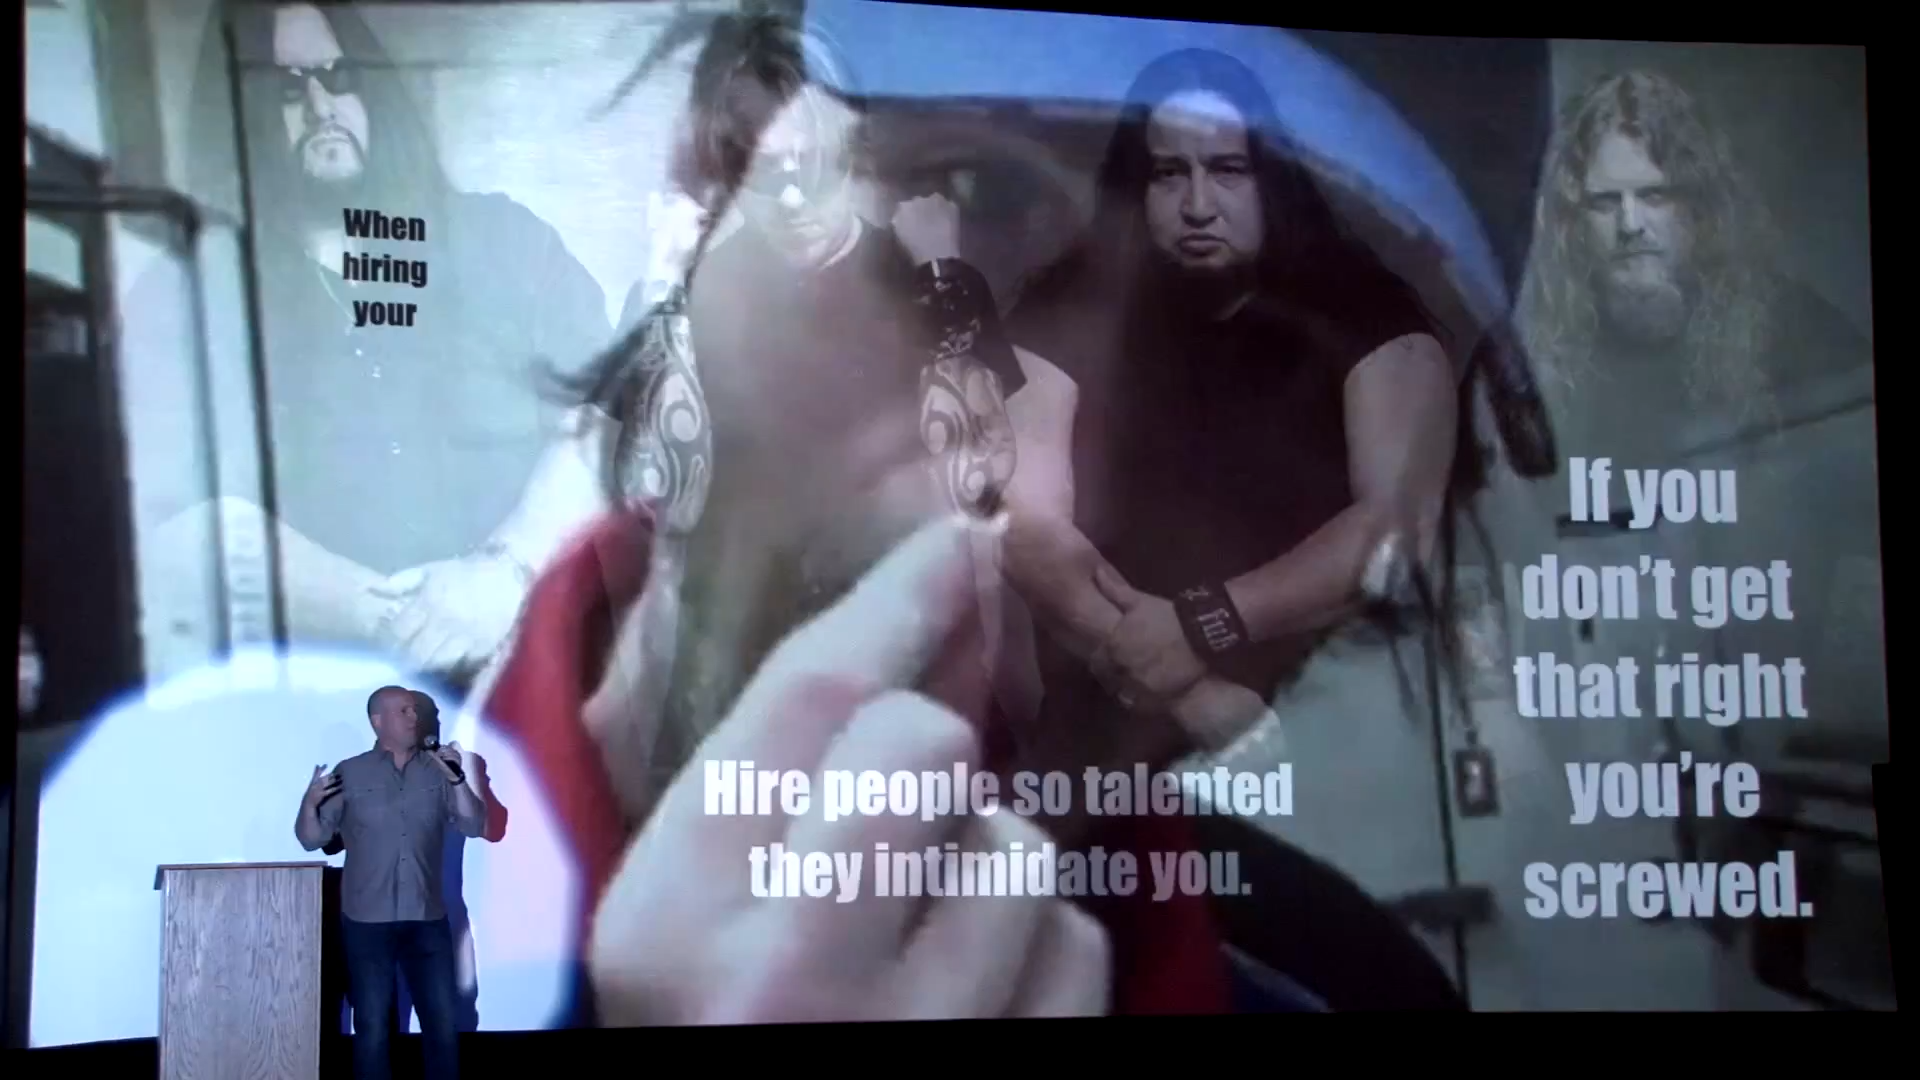 When
hiring
your
Hire people so talented
they intimidate you.
If you
don't get
that right
you're
screwed.